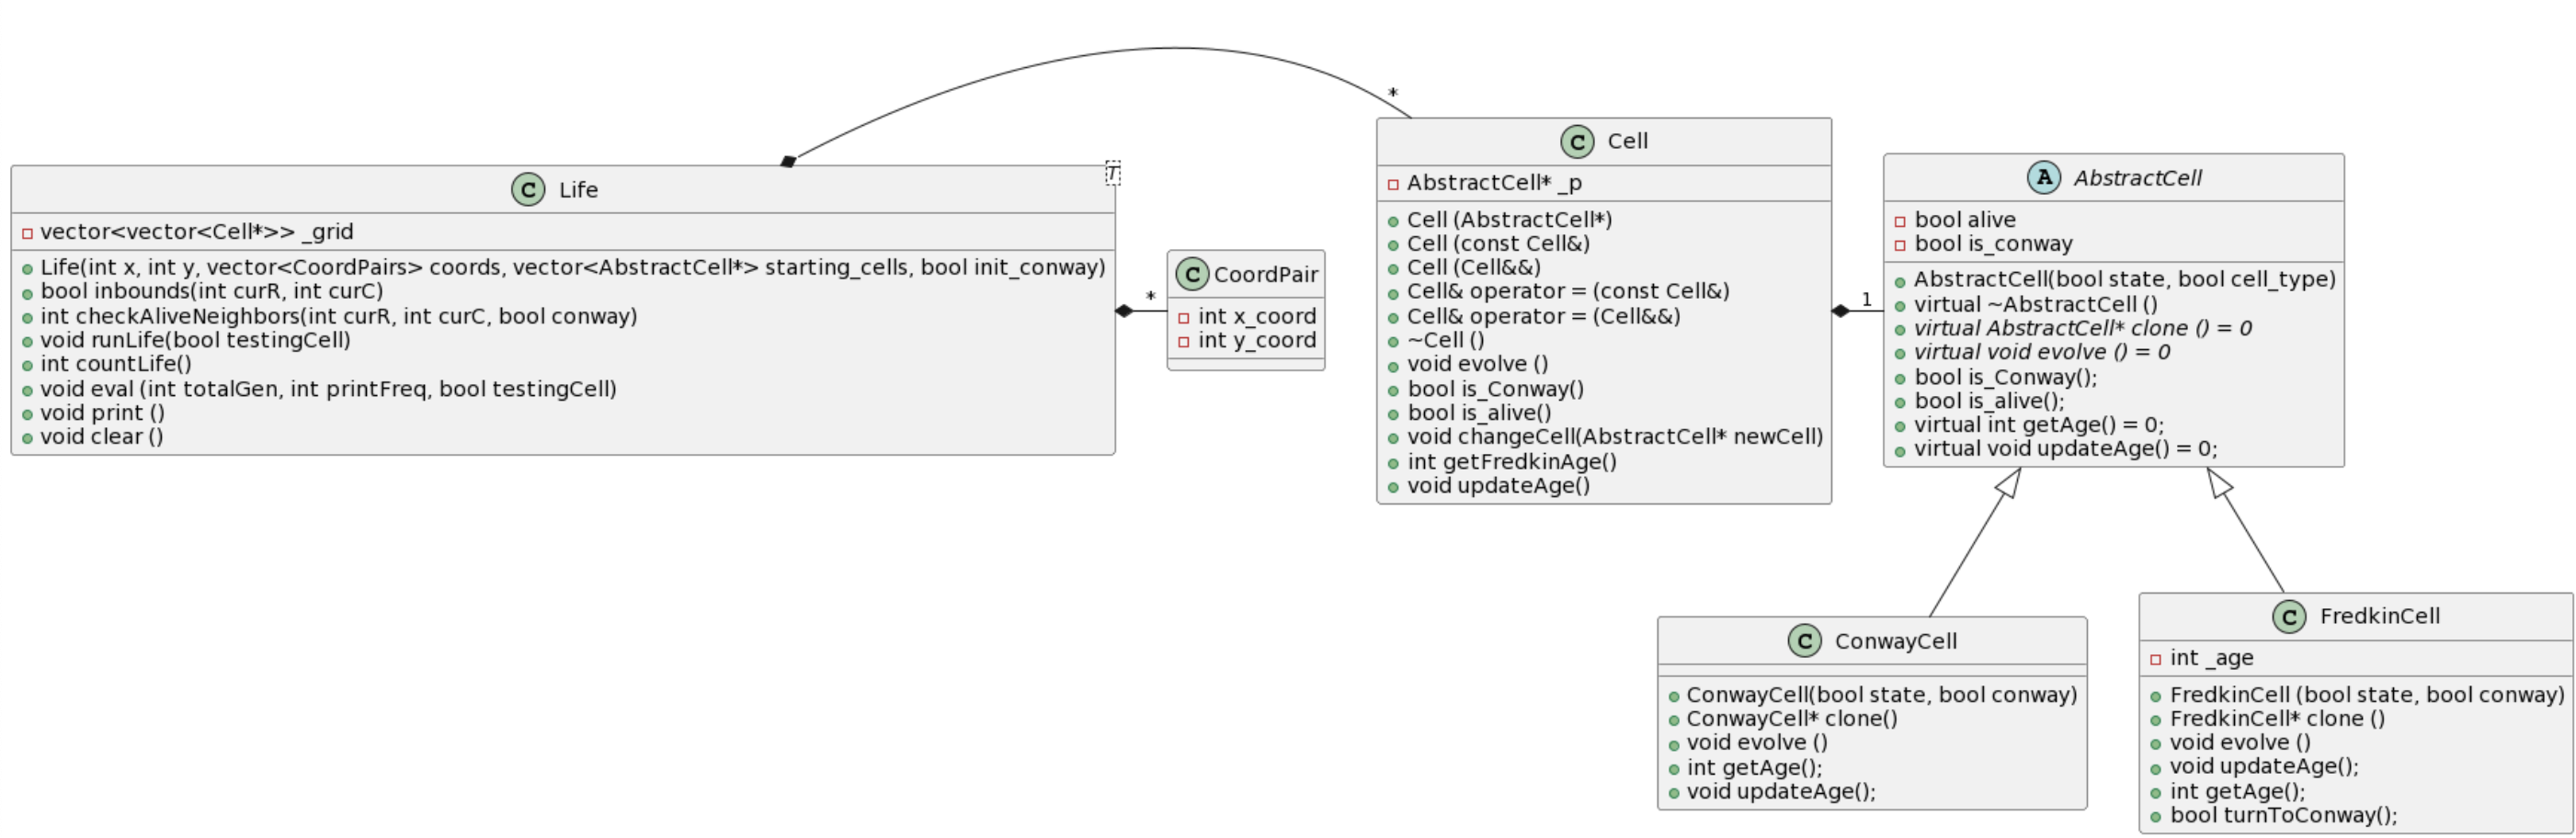 C Life
T
vector<vector<Cell*>> _grid
Life(int x, int y, vector<CoordPairs> coords, vector<AbstractCell*> starting_cells, bool init_conway)
bool inbounds(int curR, int curC)
int checkAliveNeighbors(int curR, int curC, bool conway)
void runLife(bool testingCell)
int countLife()
void eval (int totalGen, int printFreq, bool testingCell)
void print ()
void clear ()
*
*
C CoordPair
int x_coord
int y_coord
C Cell
AbstractCell* _p
Cell (AbstractCell*)
Cell (const Cell&)
Cell (Cell&&)
Cell& operator = (const Cell&)
Cell& operator = (Cell&&)
~Cell ()
void evolve ()
bool is_Conway()
bool is_alive()
void changeCell(AbstractCell* newCell)
int getFredkinAge()
void updateAge()
1
A AbstractCell
bool alive
bool is_conway
AbstractCell(bool state, bool cell_type)
virtual ~AbstractCell ()
virtual AbstractCell* clone () = 0
virtual void evolve () = 0
bool is_Conway();
bool is_alive();
virtual int getAge() = 0;
virtual void updateAge() = 0;
C ConwayCell
ConwayCell(bool state, bool conway)
ConwayCell* clone()
void evolve ()
int getAge();
void updateAge();
C FredkinCell
int _age
FredkinCell (bool state, bool conway)
FredkinCell* clone ()
void evolve ()
void updateAge();
int getAge();
bool turnToConway();